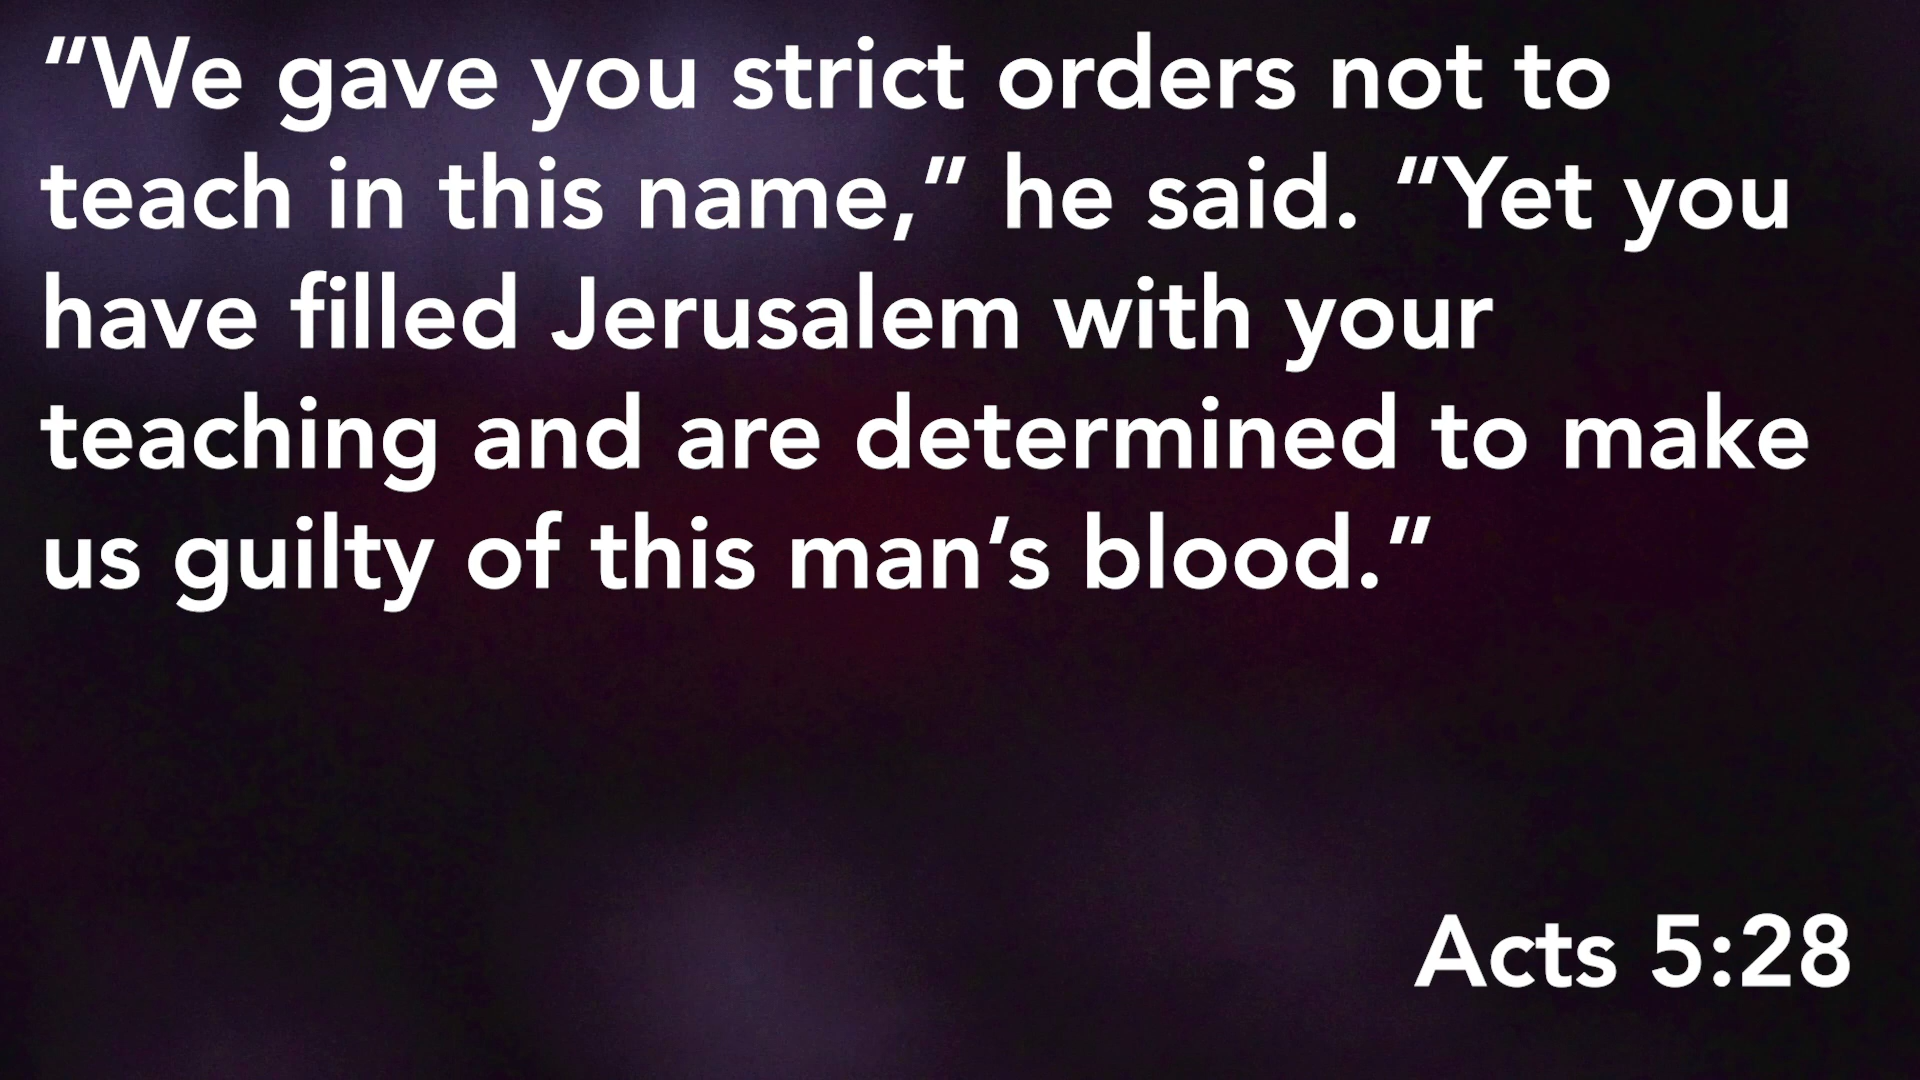 “We gave you strict orders not to
teach in this name,” he said. “Yet you
have filled Jerusalem with your
teaching and are determined to make
us guilty of this man’s blood.”
Acts 5:28